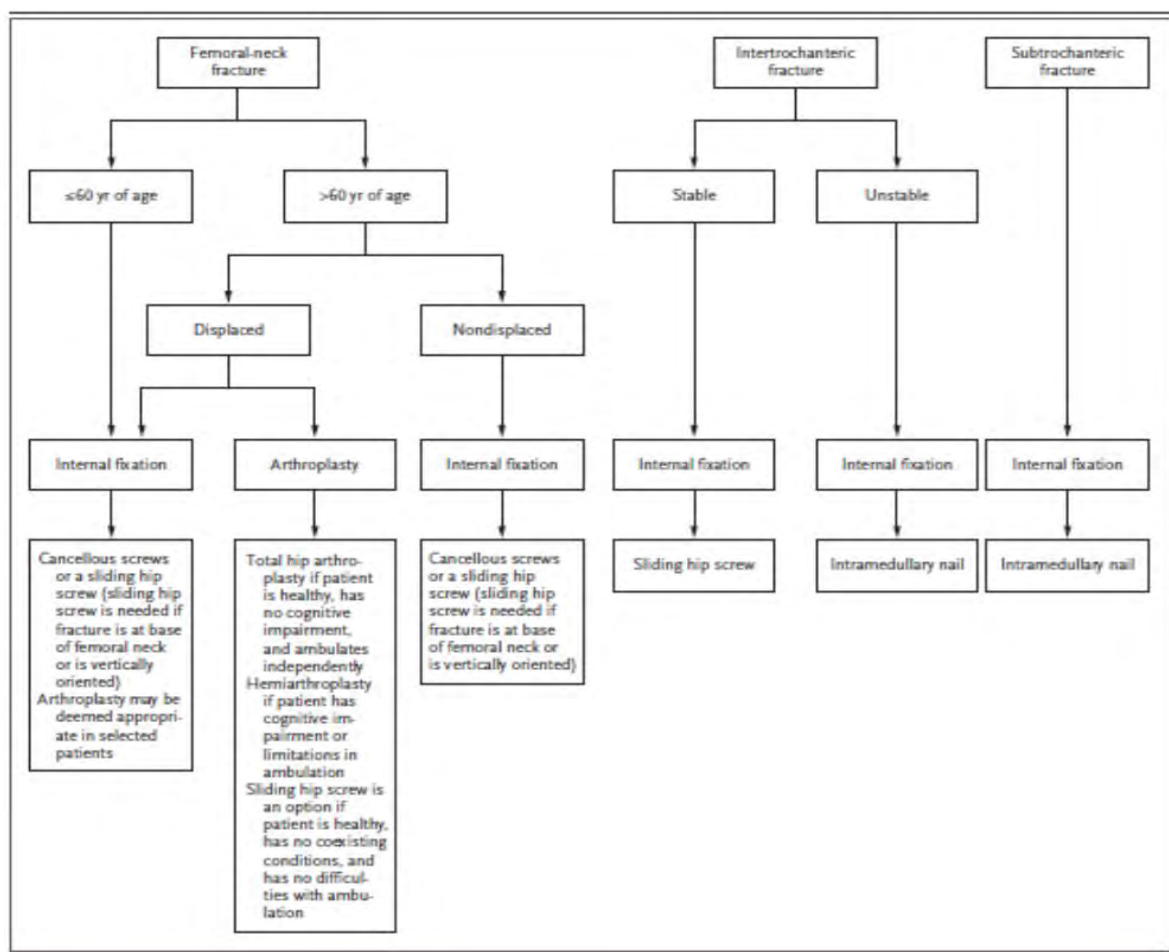 Femoral-neck
fracture
Intertrochanteric
fracture
Subtrochanteric
fracture
≤60 yr of age
>60 yr of age
Stable
Unstable
Displaced
Nondisplaced
Internal fixation
Arthroplasty
Internal fixation
Internal fixation
Internal fixation
Internal fixation
Cancellous screws
or a sliding hip
screw (sliding hip
screw is needed if
fracture is at base
of femoral neck
or is vertically
oriented)
Arthroplasty may be
deemed appropri-
ate in selected
patients
Total hip arthro-
plasty if patient
is healthy, has
no cognitive
impairment,
and ambulates
independently
Hemiarthroplasty
if patient has
cognitive im-
pairment or
limitations in
ambulation
Sliding hip screw is
an option if
patient is healthy,
has no coexisting
conditions, and
has no difficul-
ties with ambu-
lation
Cancellous screws
or a sliding hip
screw (sliding hip
screw is needed if
fracture is at base
of femoral neck or
is vertically oriented)
Sliding hip screw
Intramedullary nail
Intramedullary nail